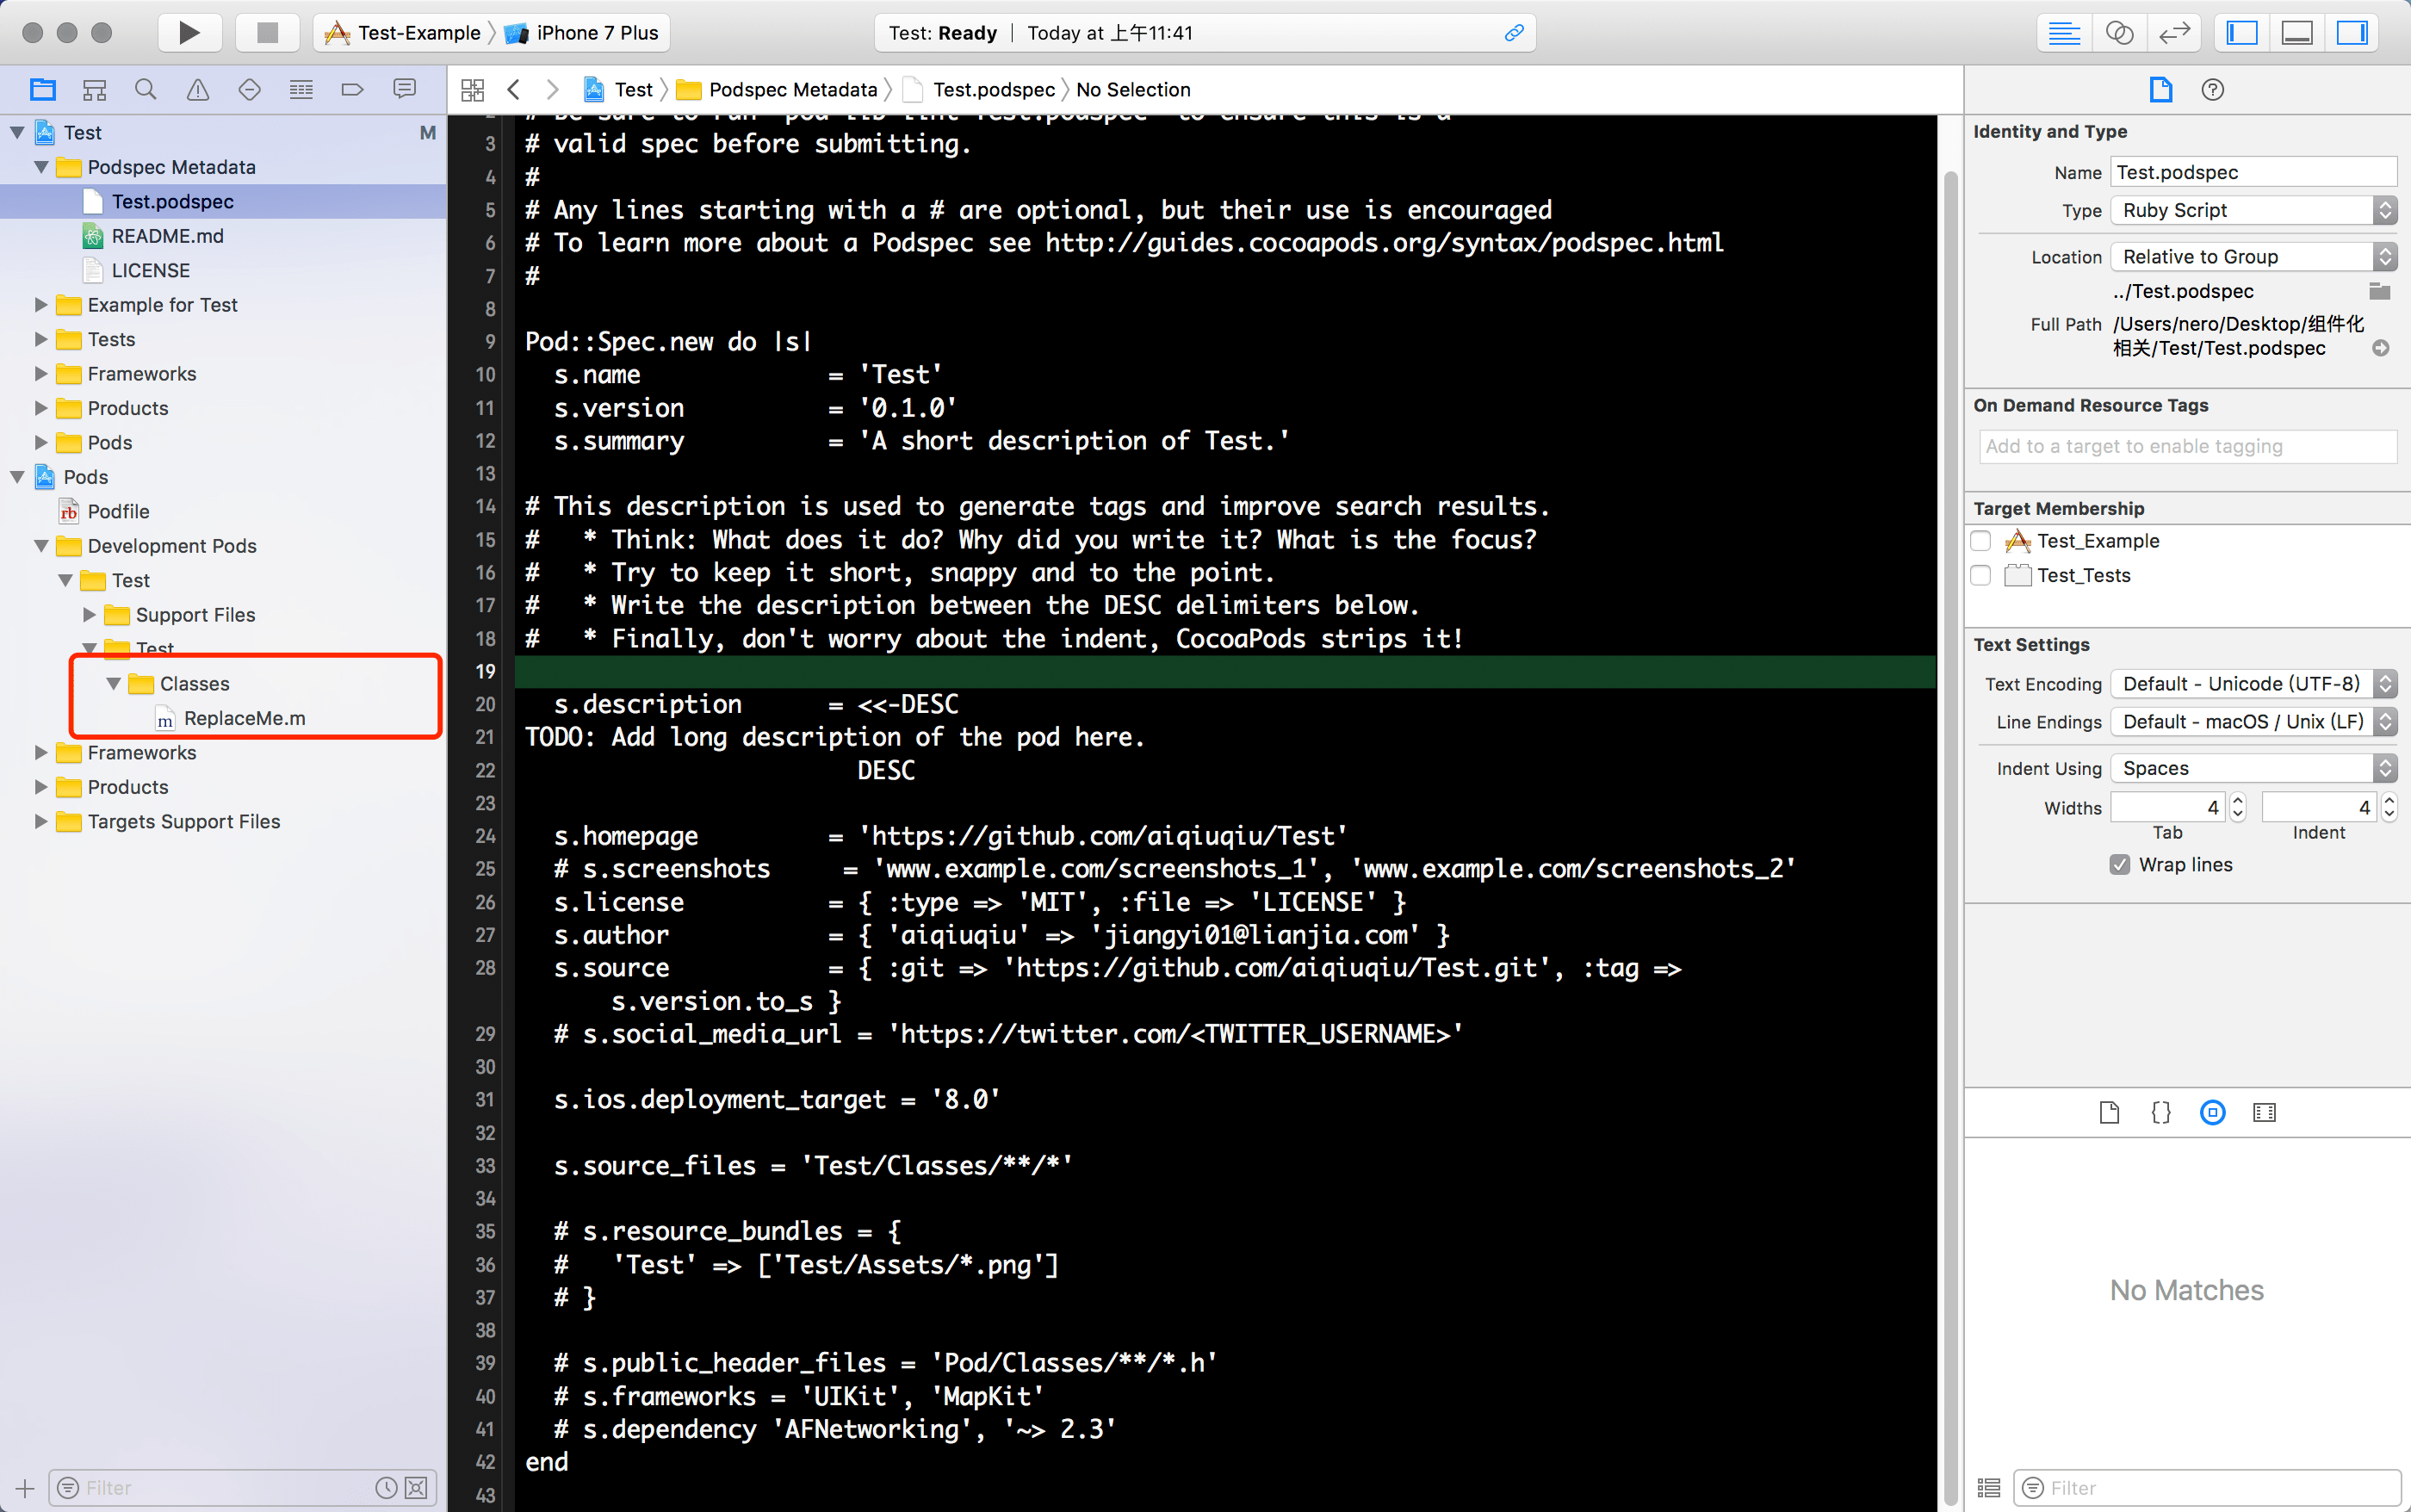 Test-Example 〉 iPhone 7 Plus
Test: Ready | Today at 上午11:41
Test 〉 Podspec Metadata 〉 Test.podspec 〉 No Selection
Test M
Podspec Metadata
Test.podspec
README.md
LICENSE
Example for Test
Tests
Frameworks
Products
Pods
Pods
rb Podfile
Development Pods
Test
Support Files
Test
Classes
m ReplaceMe.m
Frameworks
Products
Targets Support Files
Filter
3 # valid spec before submitting.
4 #
5 # Any lines starting with a # are optional, but their use is encouraged
6 # To learn more about a Podspec see http://guides.cocoapods.org/syntax/podspec.html
7 #
8
9 Pod::Spec.new do |s|
10   s.name             = 'Test'
11   s.version          = '0.1.0'
12   s.summary          = 'A short description of Test.'
13
14 # This description is used to generate tags and improve search results.
15 #   * Think: What does it do? Why did you write it? What is the focus?
16 #   * Try to keep it short, snappy and to the point.
17 #   * Write the description between the DESC delimiters below.
18 #   * Finally, don't worry about the indent, CocoaPods strips it!
19
20   s.description      = <<-DESC
21 TODO: Add long description of the pod here.
22                        DESC
23
24   s.homepage         = 'https://github.com/aiqiuqiu/Test'
25   # s.screenshots     = 'www.example.com/screenshots_1', 'www.example.com/screenshots_2'
26   s.license          = { :type => 'MIT', :file => 'LICENSE' }
27   s.author           = { 'aiqiuqiu' => 'jiangyi01@lianjia.com' }
28   s.source           = { :git => 'https://github.com/aiqiuqiu/Test.git', :tag =>
      s.version.to_s }
29   # s.social_media_url = 'https://twitter.com/<TWITTER_USERNAME>'
30
31   s.ios.deployment_target = '8.0'
32
33   s.source_files = 'Test/Classes/**/*'
34
35   # s.resource_bundles = {
36   #   'Test' => ['Test/Assets/*.png']
37   # }
38
39   # s.public_header_files = 'Pod/Classes/**/*.h'
40   # s.frameworks = 'UIKit', 'MapKit'
41   # s.dependency 'AFNetworking', '~> 2.3'
42 end
43
Identity and Type
Name Test.podspec
Type Ruby Script
Location Relative to Group
../Test.podspec
Full Path /Users/nero/Desktop/组件化
相关/Test/Test.podspec
On Demand Resource Tags
Add to a target to enable tagging
Target Membership
Test_Example
Test_Tests
Text Settings
Text Encoding Default - Unicode (UTF-8)
Line Endings Default - macOS / Unix (LF)
Indent Using Spaces
Widths 4 4
Tab Indent
Wrap lines
No Matches
Filter